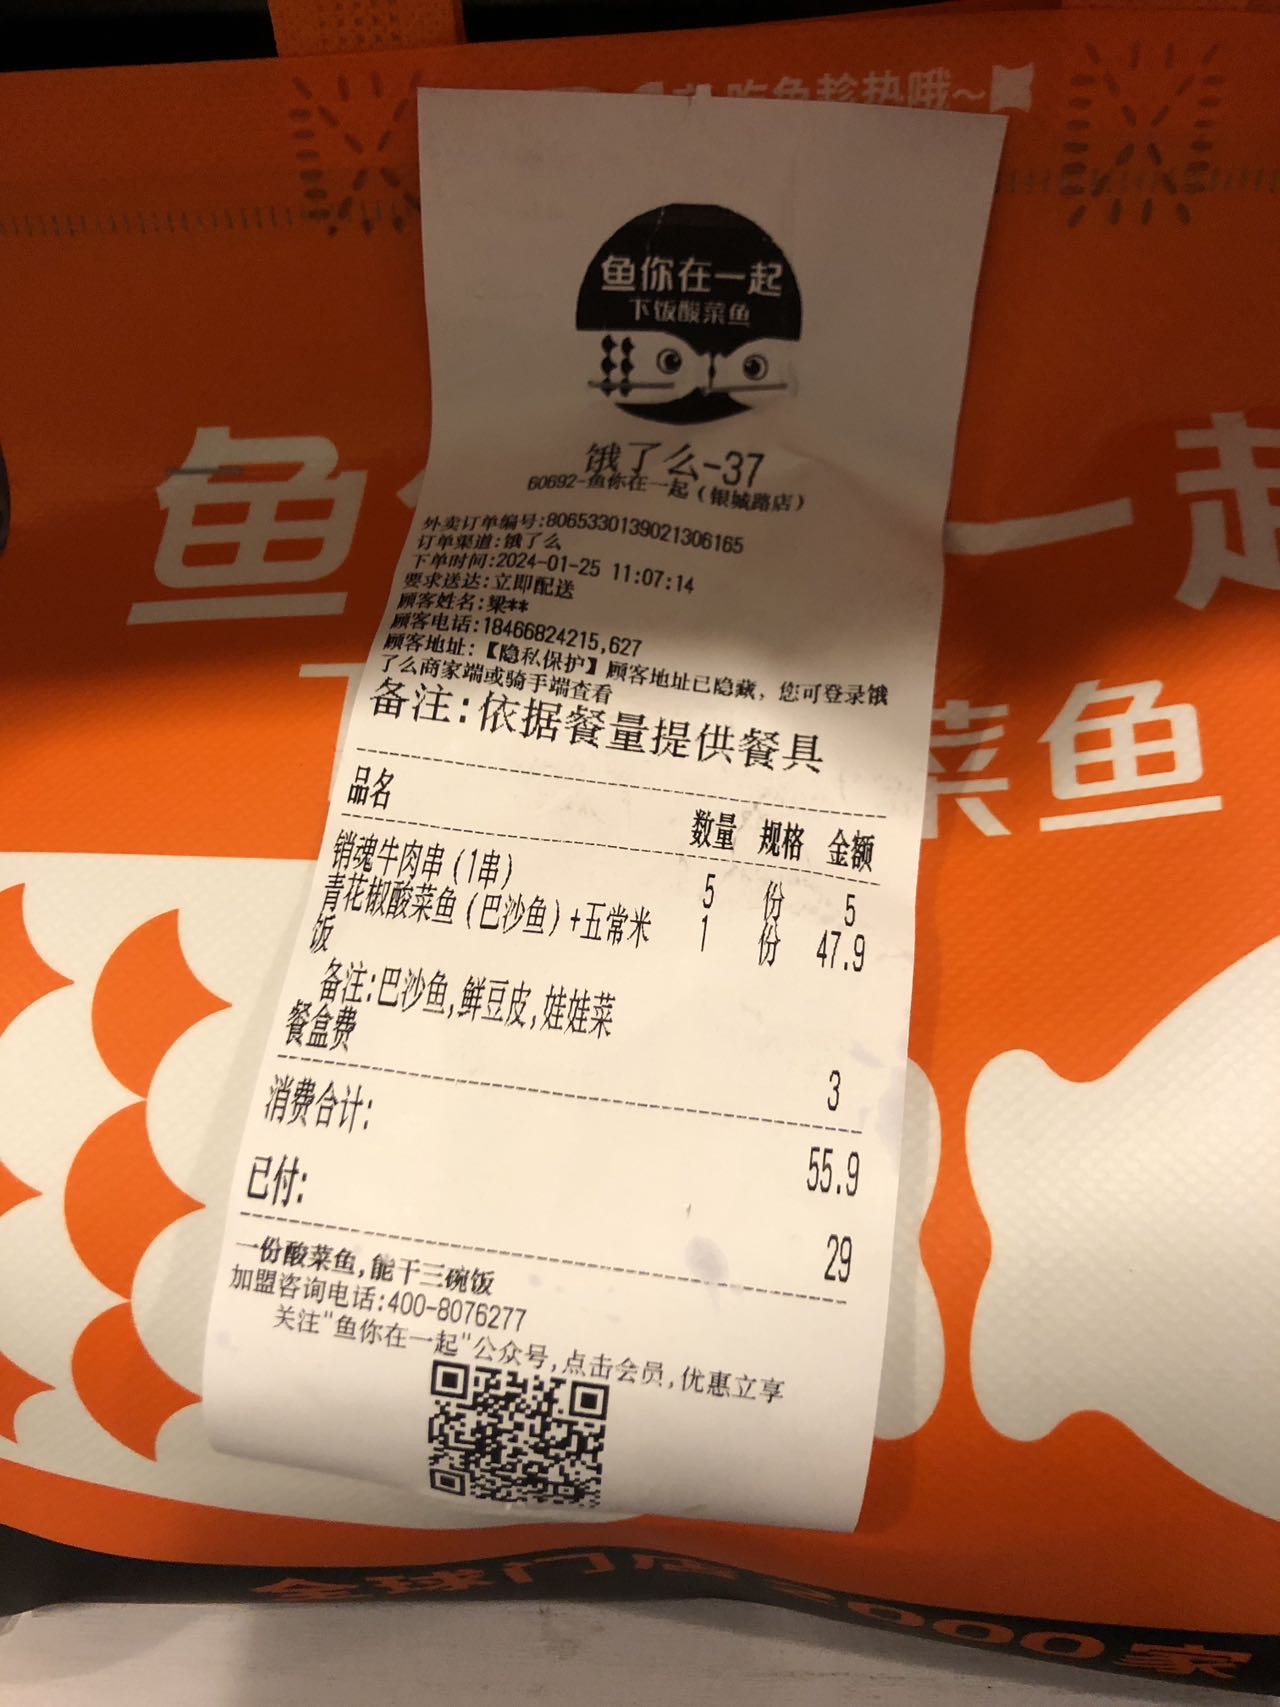 吃鱼趁热哦~
鱼你在一起
下饭酸菜鱼
饿了么-37
60692-鱼你在一起（银城路店）
外卖订单编号:8065330139021306165
订单渠道:饿了么
下单时间:2024-01-25 11:07:14
要求送达:立即配送
顾客姓名:梁**
顾客电话:18466824215,627
顾客地址:【隐私保护】顾客地址已隐藏，您可登录饿
了么商家端或骑手端查看
备注:依据餐量提供餐具
品名 数量 规格 金额
销魂牛肉串（1串） 5 份 5
青花椒酸菜鱼（巴沙鱼）+五常米 1 份 47.9
饭
备注:巴沙鱼,鲜豆皮,娃娃菜
餐盒费 3
消费合计: 55.9
已付: 29
一份酸菜鱼,能干三碗饭
加盟咨询电话:400-8076277
关注"鱼你在一起"公众号,点击会员,优惠立享
鱼 一起
下 菜鱼
全球门店2000家